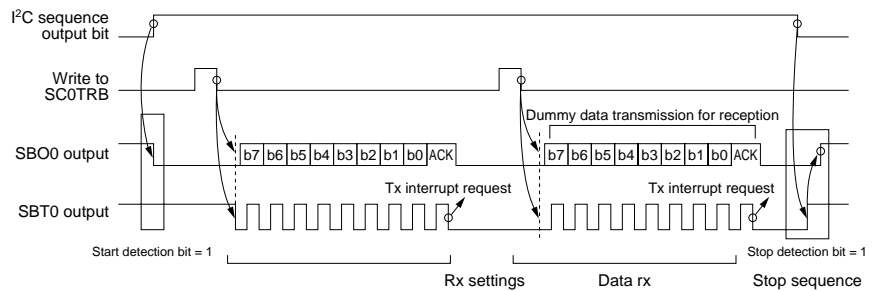 I²C sequence
output bit
Write to
SC0TRB
Dummy data transmission for reception
SBO0 output
b7 b6 b5 b4 b3 b2 b1 b0 ACK
b7 b6 b5 b4 b3 b2 b1 b0 ACK
Tx interrupt request
Tx interrupt request
SBT0 output
Start detection bit = 1
Stop detection bit = 1
Rx settings
Data rx
Stop sequence